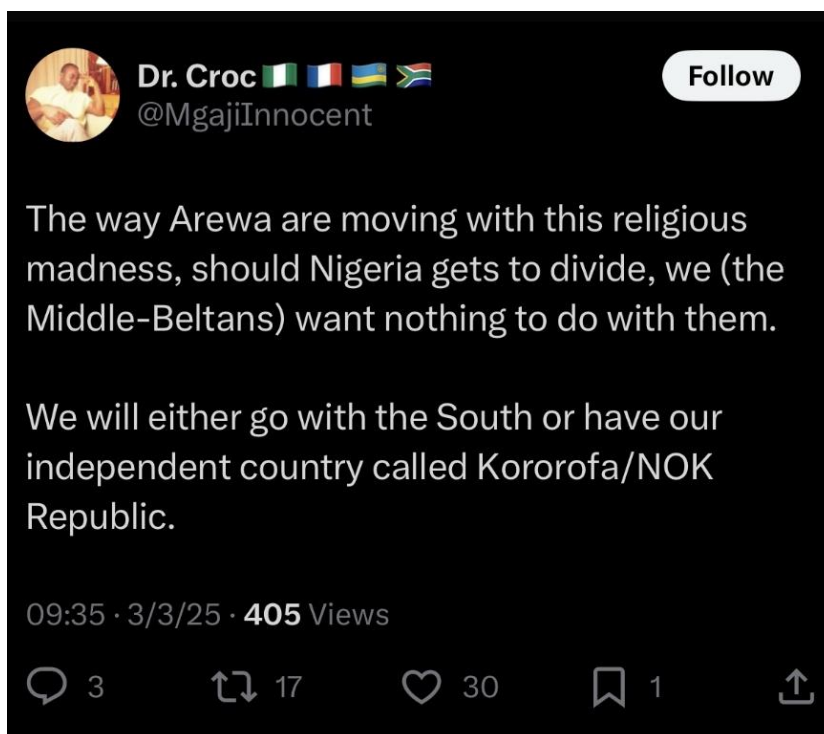 Dr. Croc🇳🇬🇫🇷🇷🇼🇿🇦
Follow
@MgajiInnocent
The way Arewa are moving with this religious
madness, should Nigeria gets to divide, we (the
Middle-Beltans) want nothing to do with them.
We will either go with the South or have our
independent country called Kororofa/NOK
Republic.
09:35 · 3/3/25 · 405 Views
3 17 30 1